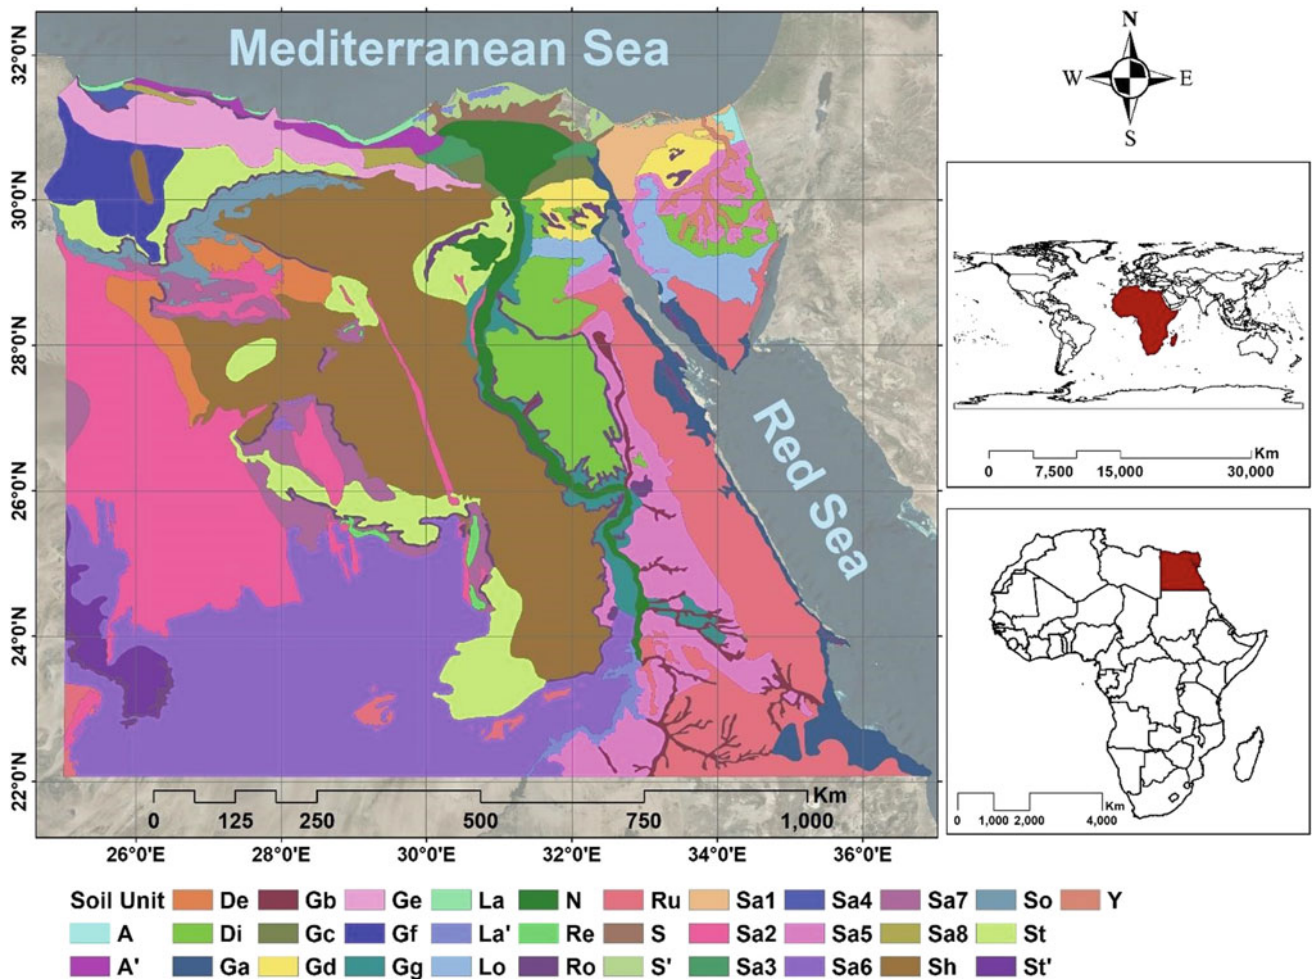 Mediterranean Sea
Red Sea
32°0'N
30°0'N
28°0'N
26°0'N
24°0'N
22°0'N
Km
0 125 250 500 750 1,000
26°0'E 28°0'E 30°0'E 32°0'E 34°0'E 36°0'E
N
W E
S
Km
0 7,500 15,000 30,000
Km
0 1,000 2,000 4,000
Soil Unit De Gb Ge La N Ru Sa1 Sa4 Sa7 So Y
A Di Gc Gf La' Re S Sa2 Sa5 Sa8 St
A' Ga Gd Gg Lo Ro S' Sa3 Sa6 Sh St'